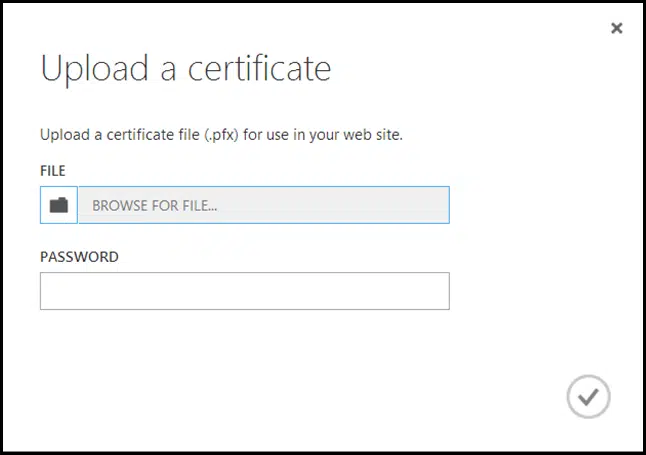 Upload a certificate
Upload a certificate file (.pfx) for use in your web site.
FILE
BROWSE FOR FILE...
PASSWORD